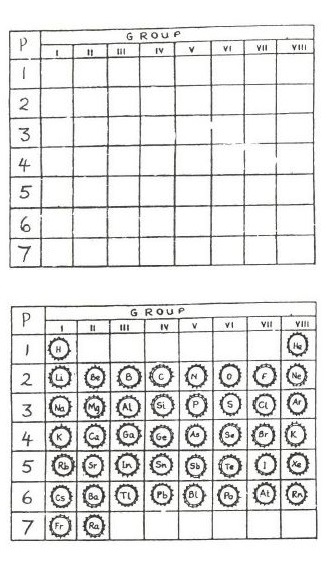 GROUP
P I II III IV V VI VII VIII
1
2
3
4
5
6
7
GROUP
P I II III IV V VI VII VIII
1 H He
2 Li Be B C N O F Ne
3 Na Mg Al Si P S Cl Ar
4 K Ca Ga Ge As Se Br K
5 Rb Sr In Sn Sb Te I Xe
6 Cs Ba Tl Pb Bl Po At Rn
7 Fr Ra